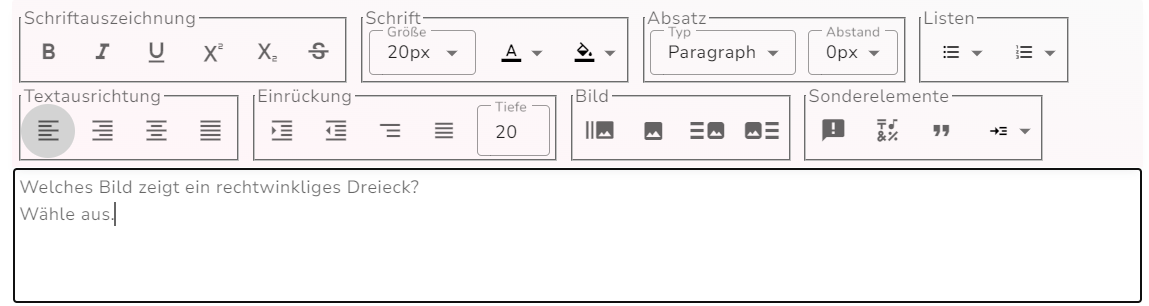 Schriftauszeichnung Schrift Absatz Listen
Größe Typ Abstand
B I U X² X₂ S 20px A Paragraph 0px
Textausrichtung Einrückung Bild Sonderelemente
Tiefe
20
Welches Bild zeigt ein rechtwinkliges Dreieck?
Wähle aus.